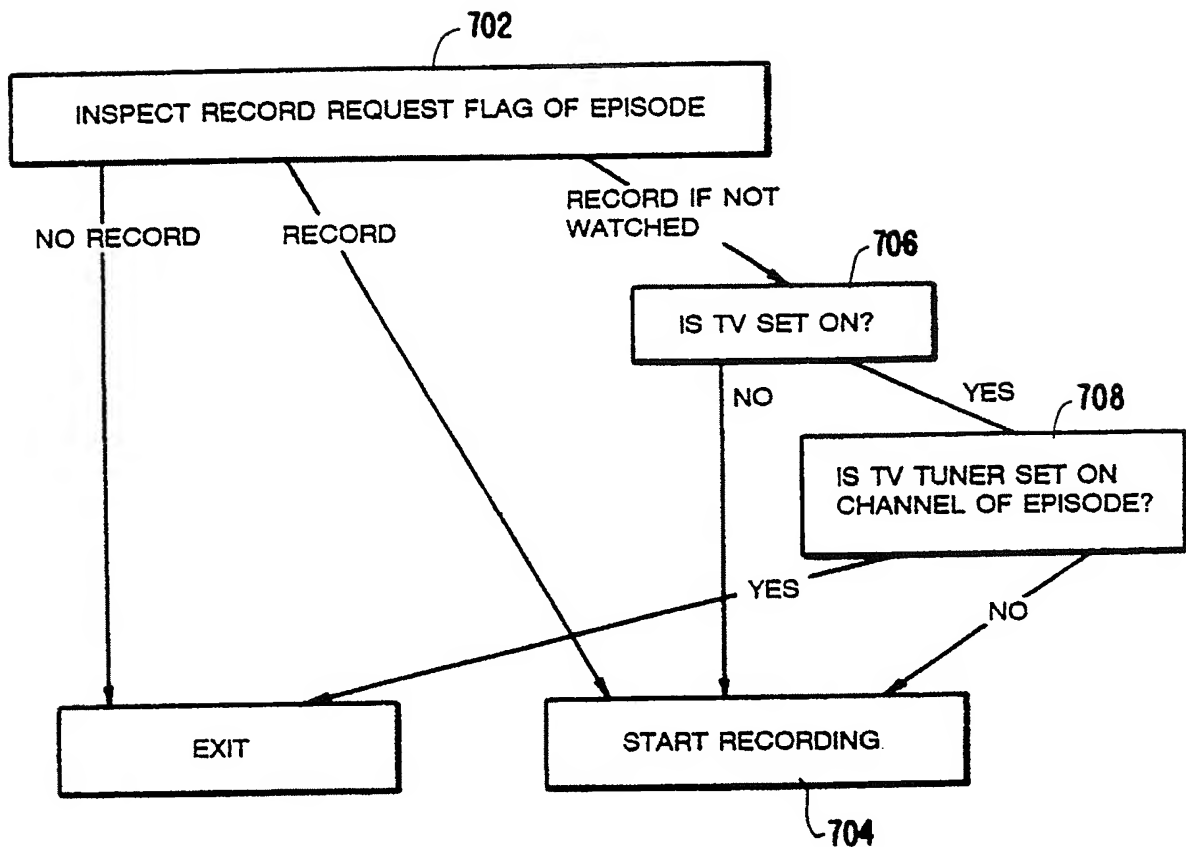 702
INSPECT RECORD REQUEST FLAG OF EPISODE
NO RECORD
RECORD
RECORD IF NOT
WATCHED
706
IS TV SET ON?
NO
YES
708
IS TV TUNER SET ON
CHANNEL OF EPISODE?
YES
NO
EXIT
START RECORDING
704